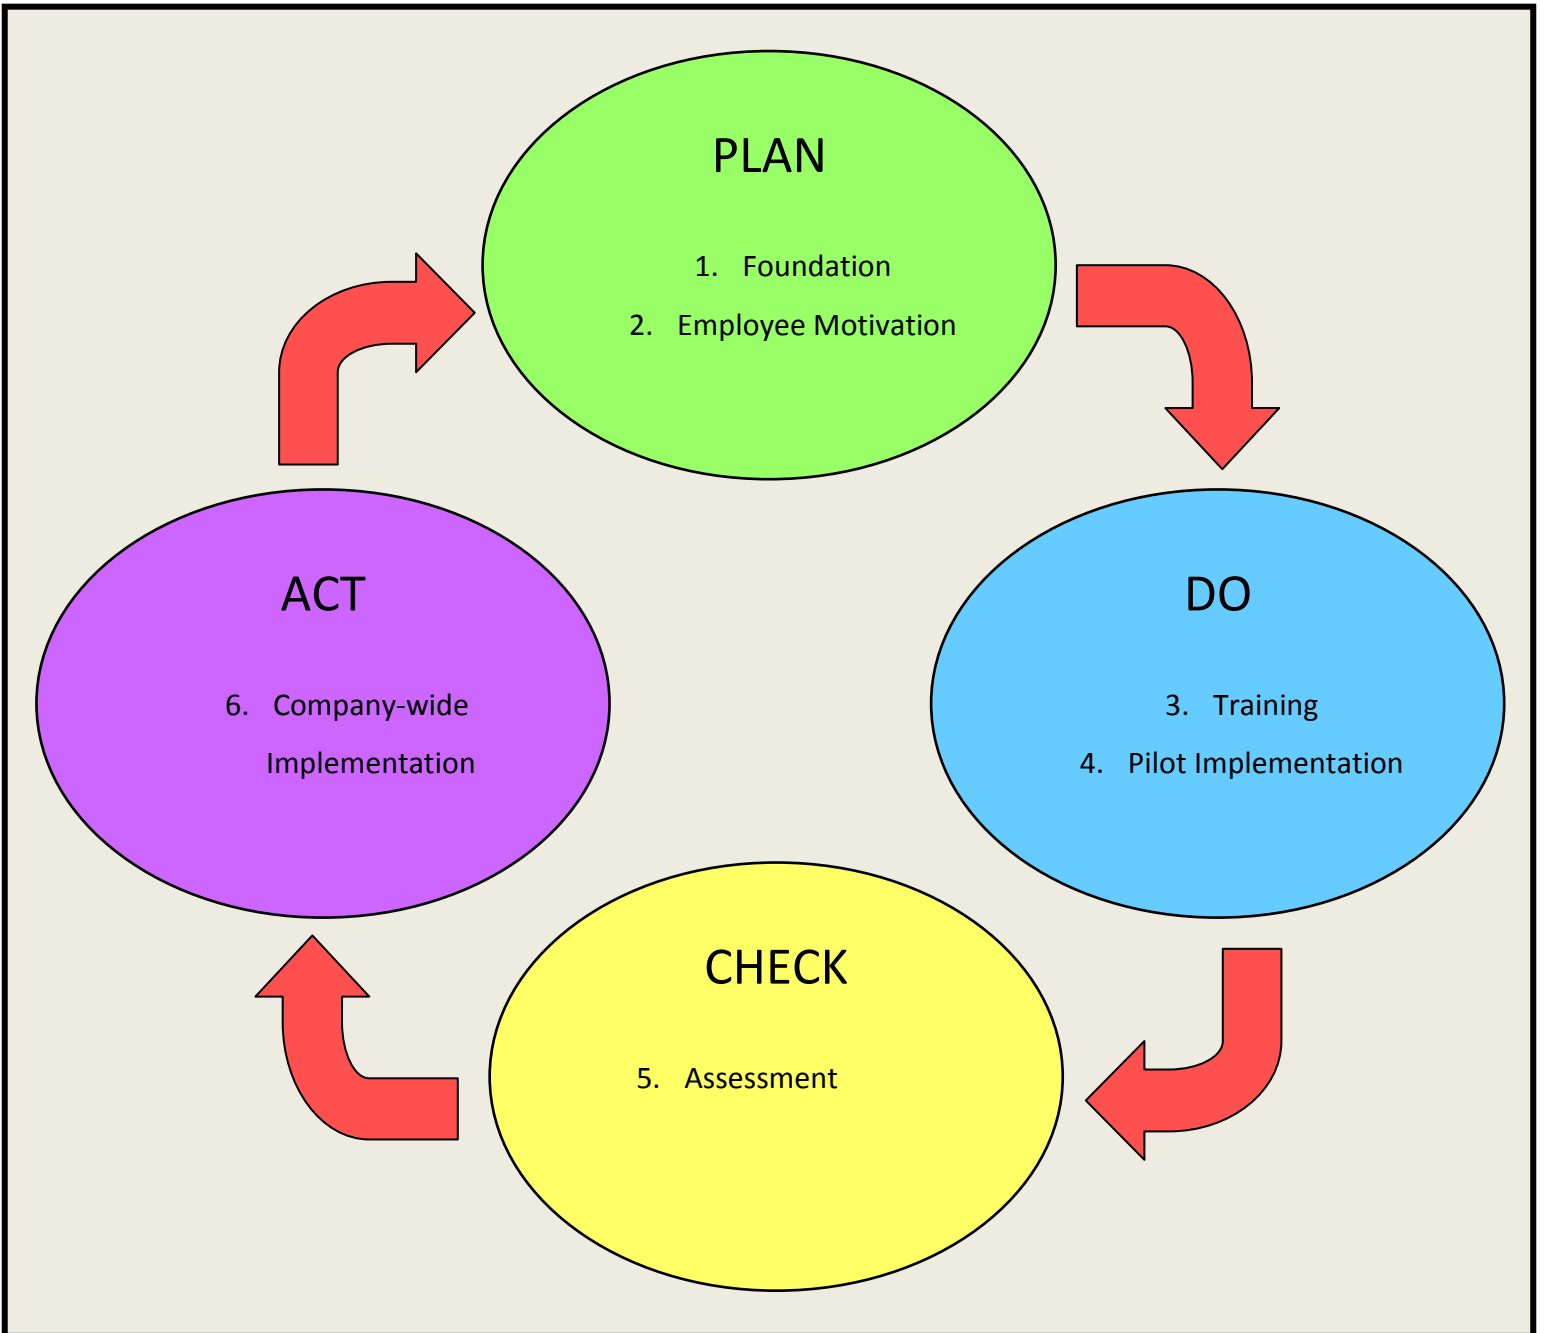 PLAN
1. Foundation
2. Employee Motivation
DO
3. Training
4. Pilot Implementation
CHECK
5. Assessment
ACT
6. Company-wide
Implementation